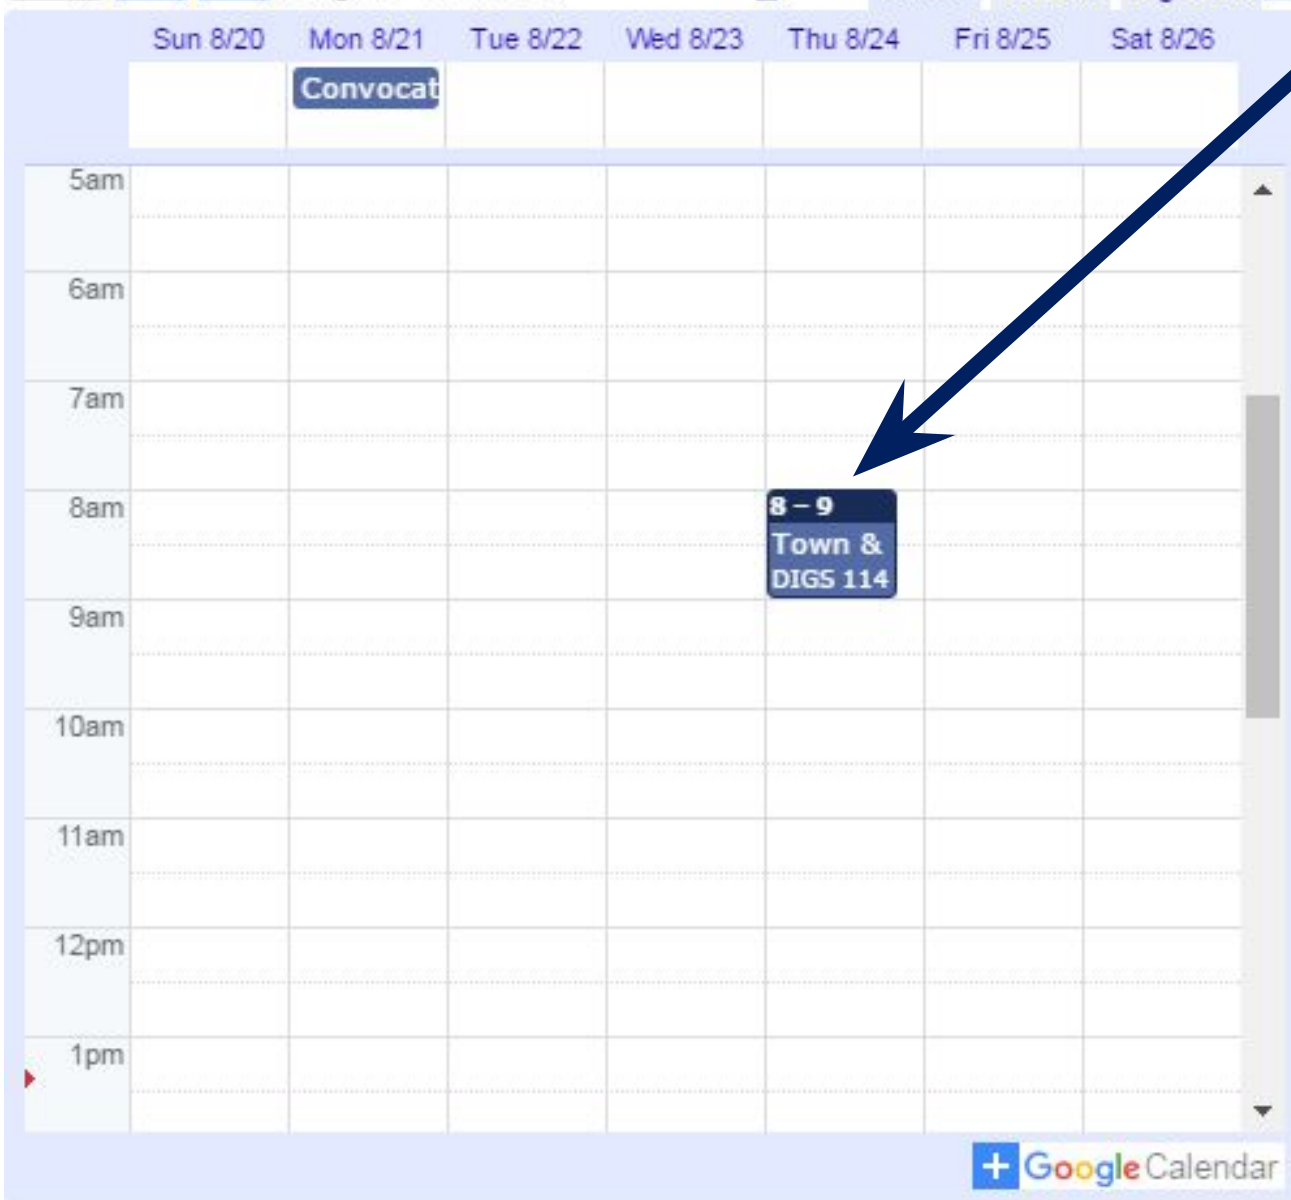 Sun 8/20 Mon 8/21 Tue 8/22 Wed 8/23 Thu 8/24 Fri 8/25 Sat 8/26
Convocat
5am
6am
7am
8am
8 – 9
Town &
DIGS 114
9am
10am
11am
12pm
1pm
+ Google Calendar